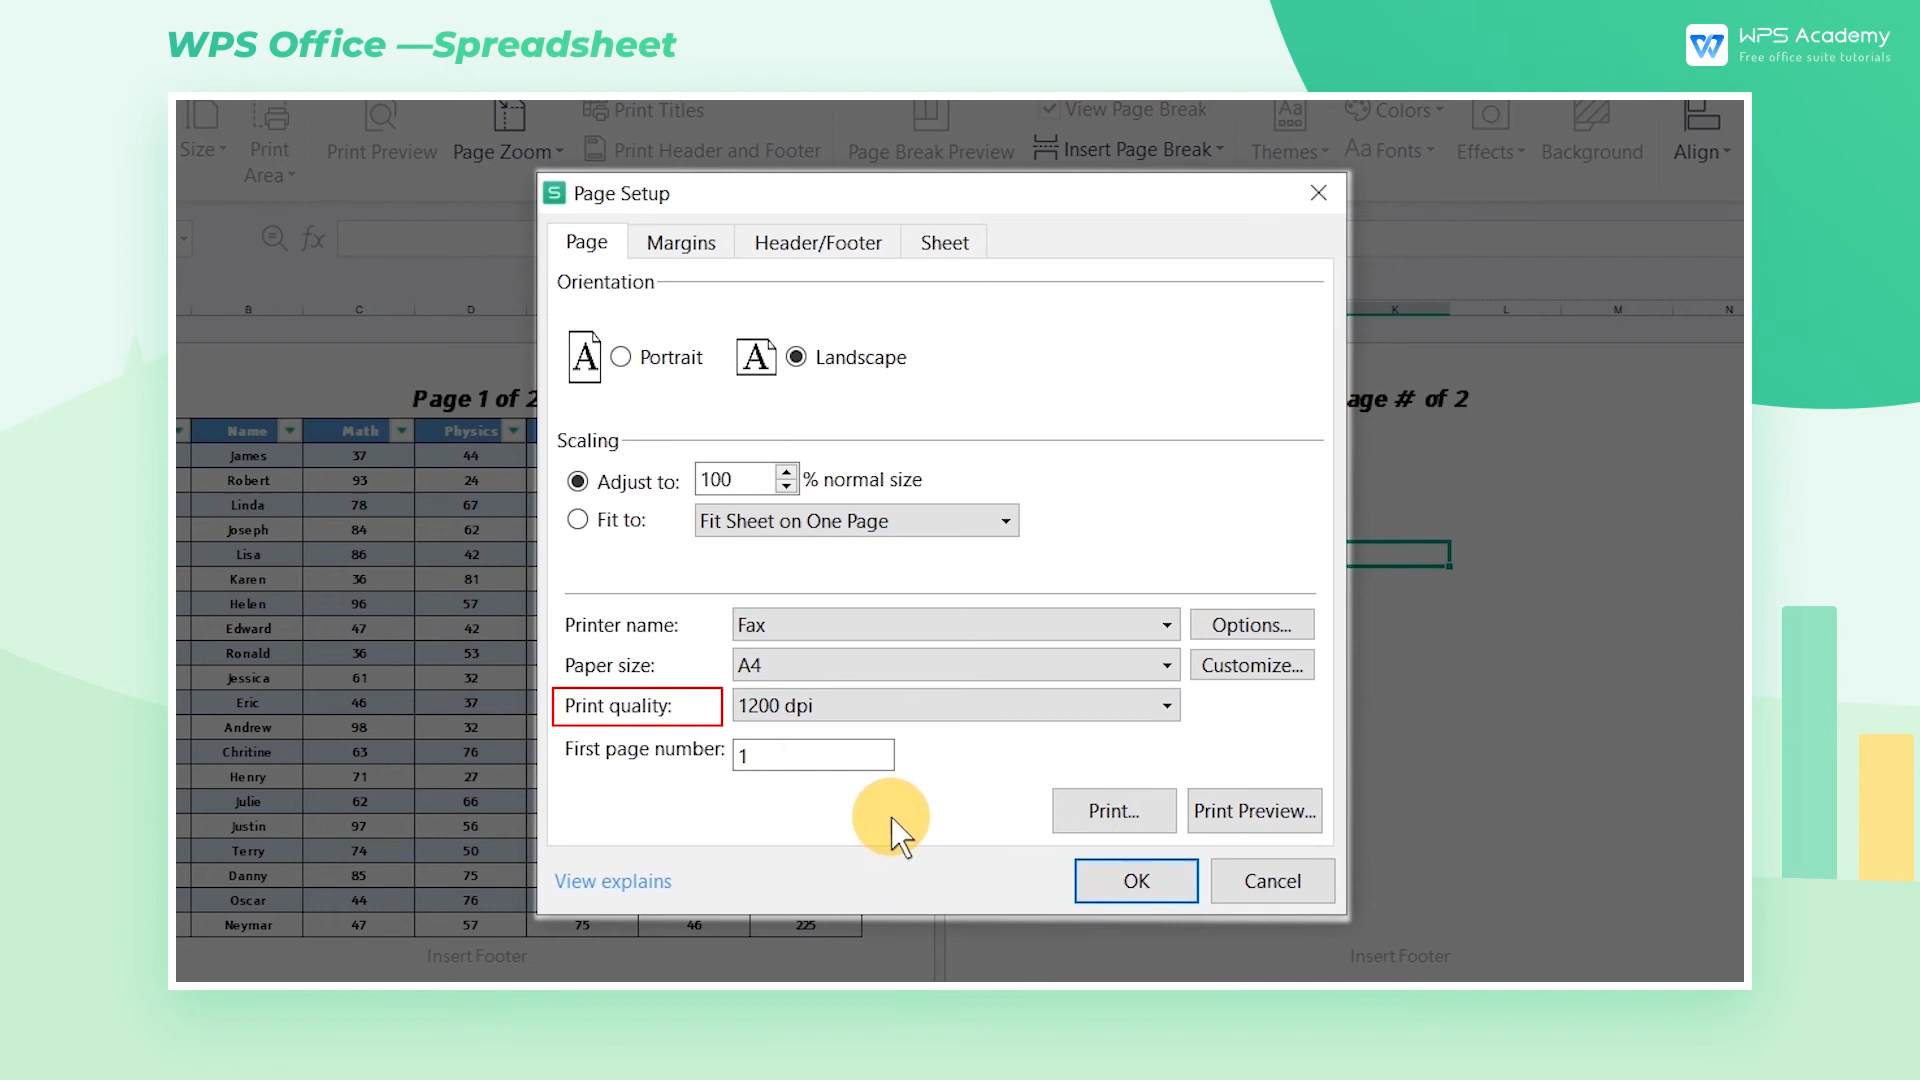 WPS Office —Spreadsheet
WPS Academy
Free office suite tutorials
Print Titles
View Page Break
Colors
Size
Print Area
Print Preview
Page Zoom
Print Header and Footer
Page Break Preview
Insert Page Break
Themes
Aa Fonts
Effects
Background
Align
fx
B C D K L M N
Page 1 of 2
age # of 2
Name Math Physics
James 37 44
Robert 93 24
Linda 78 67
Joseph 84 62
Lisa 86 42
Karen 36 81
Helen 96 57
Edward 47 42
Ronald 36 53
Jessica 61 32
Eric 46 37
Andrew 98 32
Chritine 63 76
Henry 71 27
Julie 62 66
Justin 97 56
Terry 74 50
Danny 85 75
Oscar 44 76
Neymar 47 57 75 46 225
Insert Footer
Insert Footer
S Page Setup
Page Margins Header/Footer Sheet
Orientation
A Portrait A Landscape
Scaling
Adjust to: 100 % normal size
Fit to: Fit Sheet on One Page
Printer name: Fax Options...
Paper size: A4 Customize...
Print quality: 1200 dpi
First page number: 1
Print... Print Preview...
View explains OK Cancel